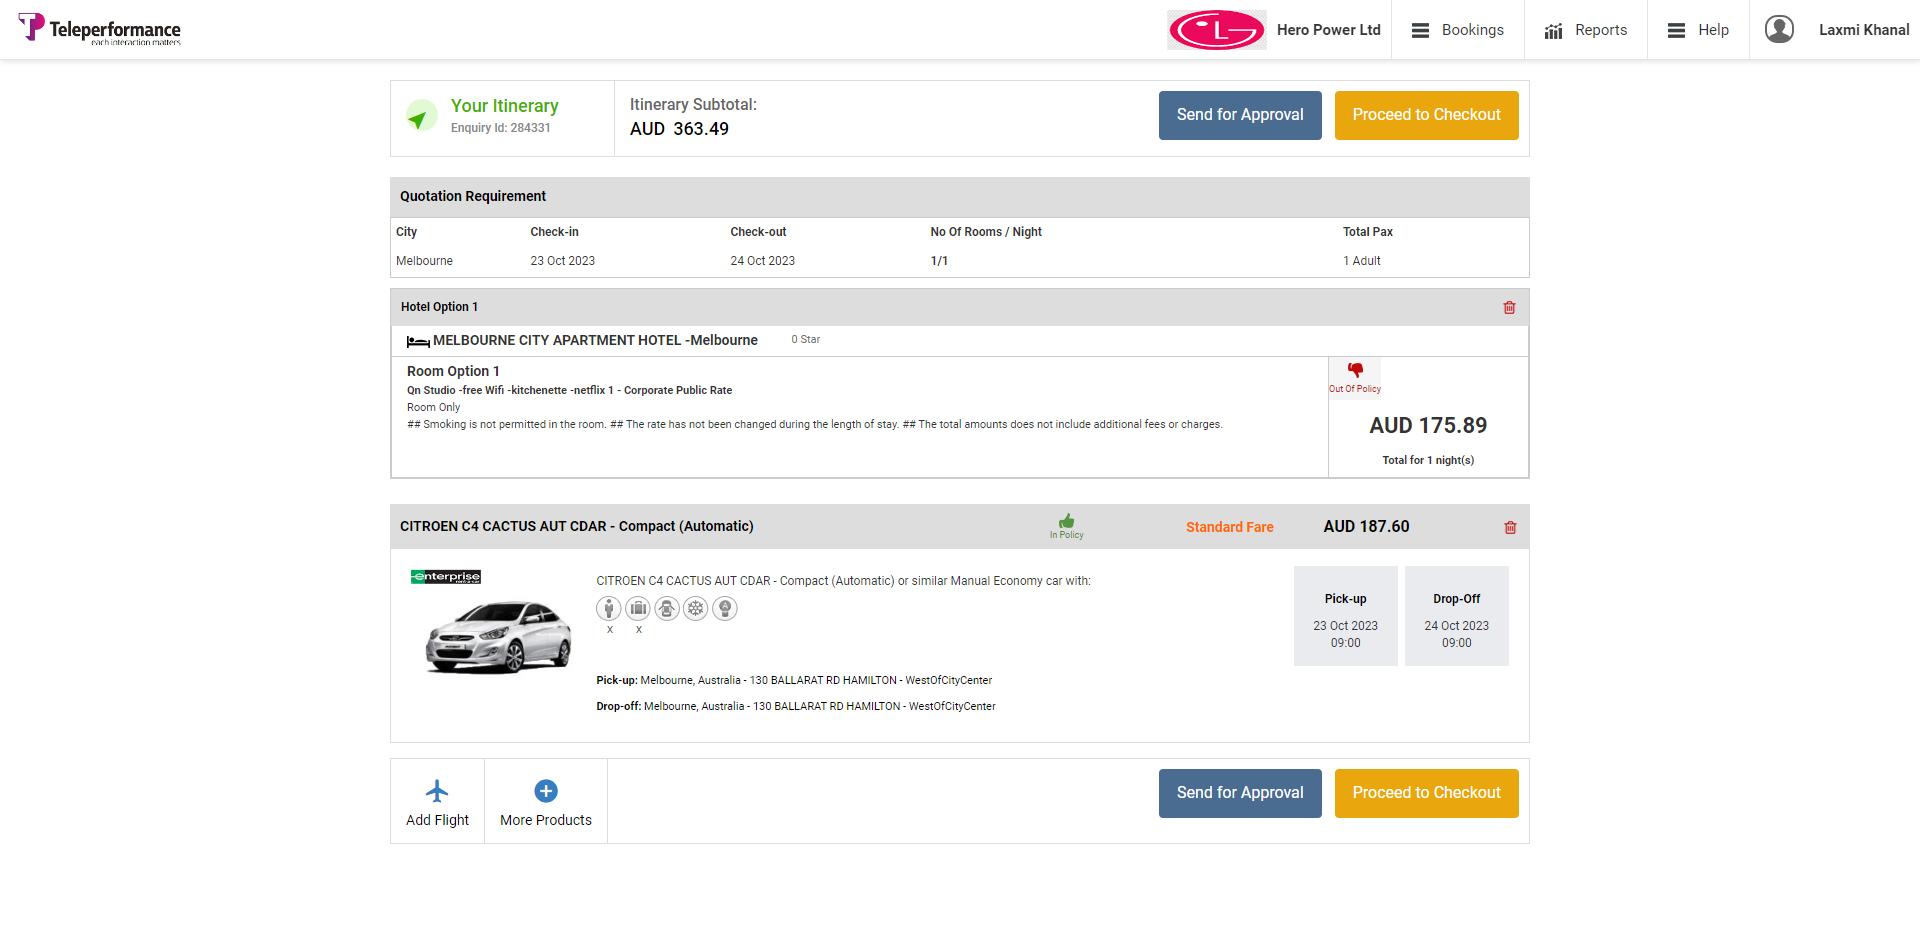 Teleperformance
each interaction matters
LG
Hero Power Ltd
Bookings
Reports
Help
Laxmi Khanal
Your Itinerary
Enquiry Id: 284331
Itinerary Subtotal:
AUD 363.49
Send for Approval
Proceed to Checkout
Quotation Requirement
City Check-in Check-out No Of Rooms / Night Total Pax
Melbourne 23 Oct 2023 24 Oct 2023 1/1 1 Adult
Hotel Option 1
MELBOURNE CITY APARTMENT HOTEL -Melbourne 0 Star
Room Option 1
Qn Studio -free Wifi -kitchenette -netflix 1 - Corporate Public Rate
Room Only
## Smoking is not permitted in the room. ## The rate has not been changed during the length of stay. ## The total amounts does not include additional fees or charges.
Out Of Policy
AUD 175.89
Total for 1 night(s)
CITROEN C4 CACTUS AUT CDAR - Compact (Automatic)
In Policy
Standard Fare
AUD 187.60
enterprise
rent-a-car
CITROEN C4 CACTUS AUT CDAR - Compact (Automatic) or similar Manual Economy car with:
A
x x
Pick-up: Melbourne, Australia - 130 BALLARAT RD HAMILTON - WestOfCityCenter
Drop-off: Melbourne, Australia - 130 BALLARAT RD HAMILTON - WestOfCityCenter
Pick-up
23 Oct 2023
09:00
Drop-Off
24 Oct 2023
09:00
Add Flight
More Products
Send for Approval
Proceed to Checkout